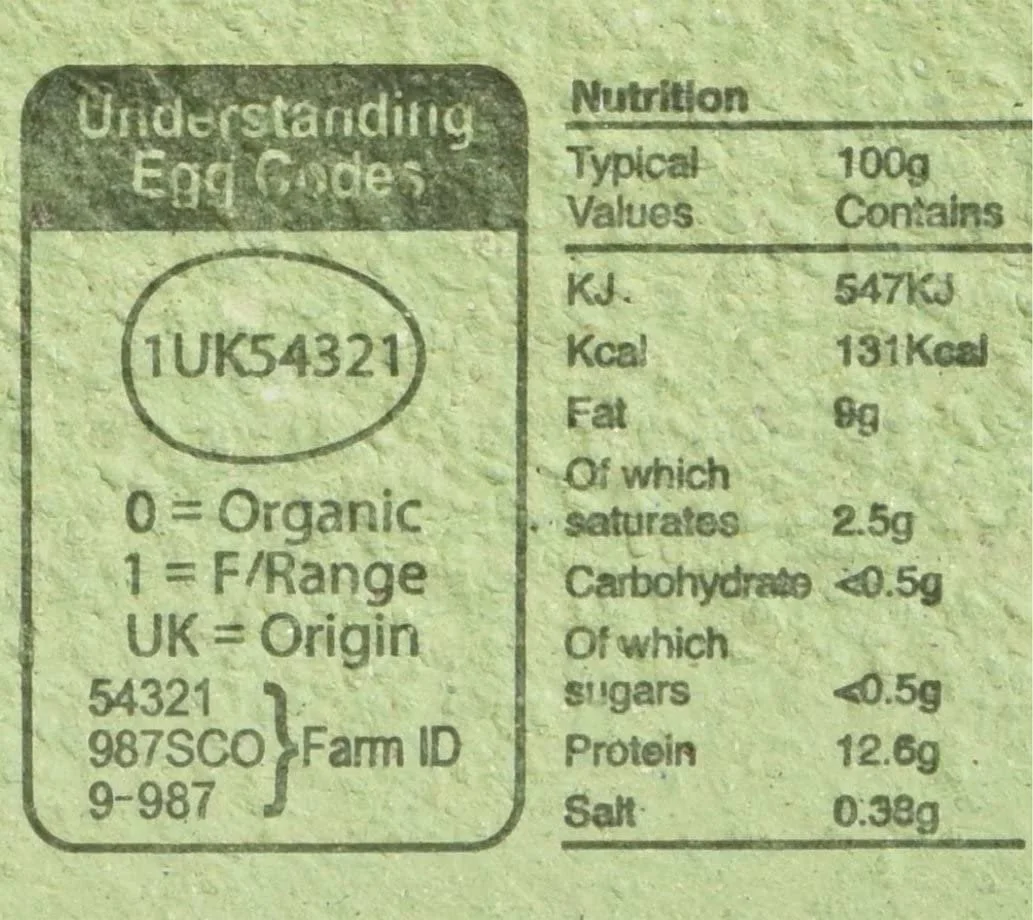 Understanding
Egg Codes
1UK54321
0 = Organic
1 = F/Range
UK = Origin
54321
987SCO } Farm ID
9-987
Nutrition
Typical 100g
Values Contains
KJ. 547KJ
Kcal 131Kcal
Fat 9g
Of which
saturates 2.5g
Carbohydrate <0.5g
Of which
sugars <0.5g
Protein 12.6g
Salt 0.38g